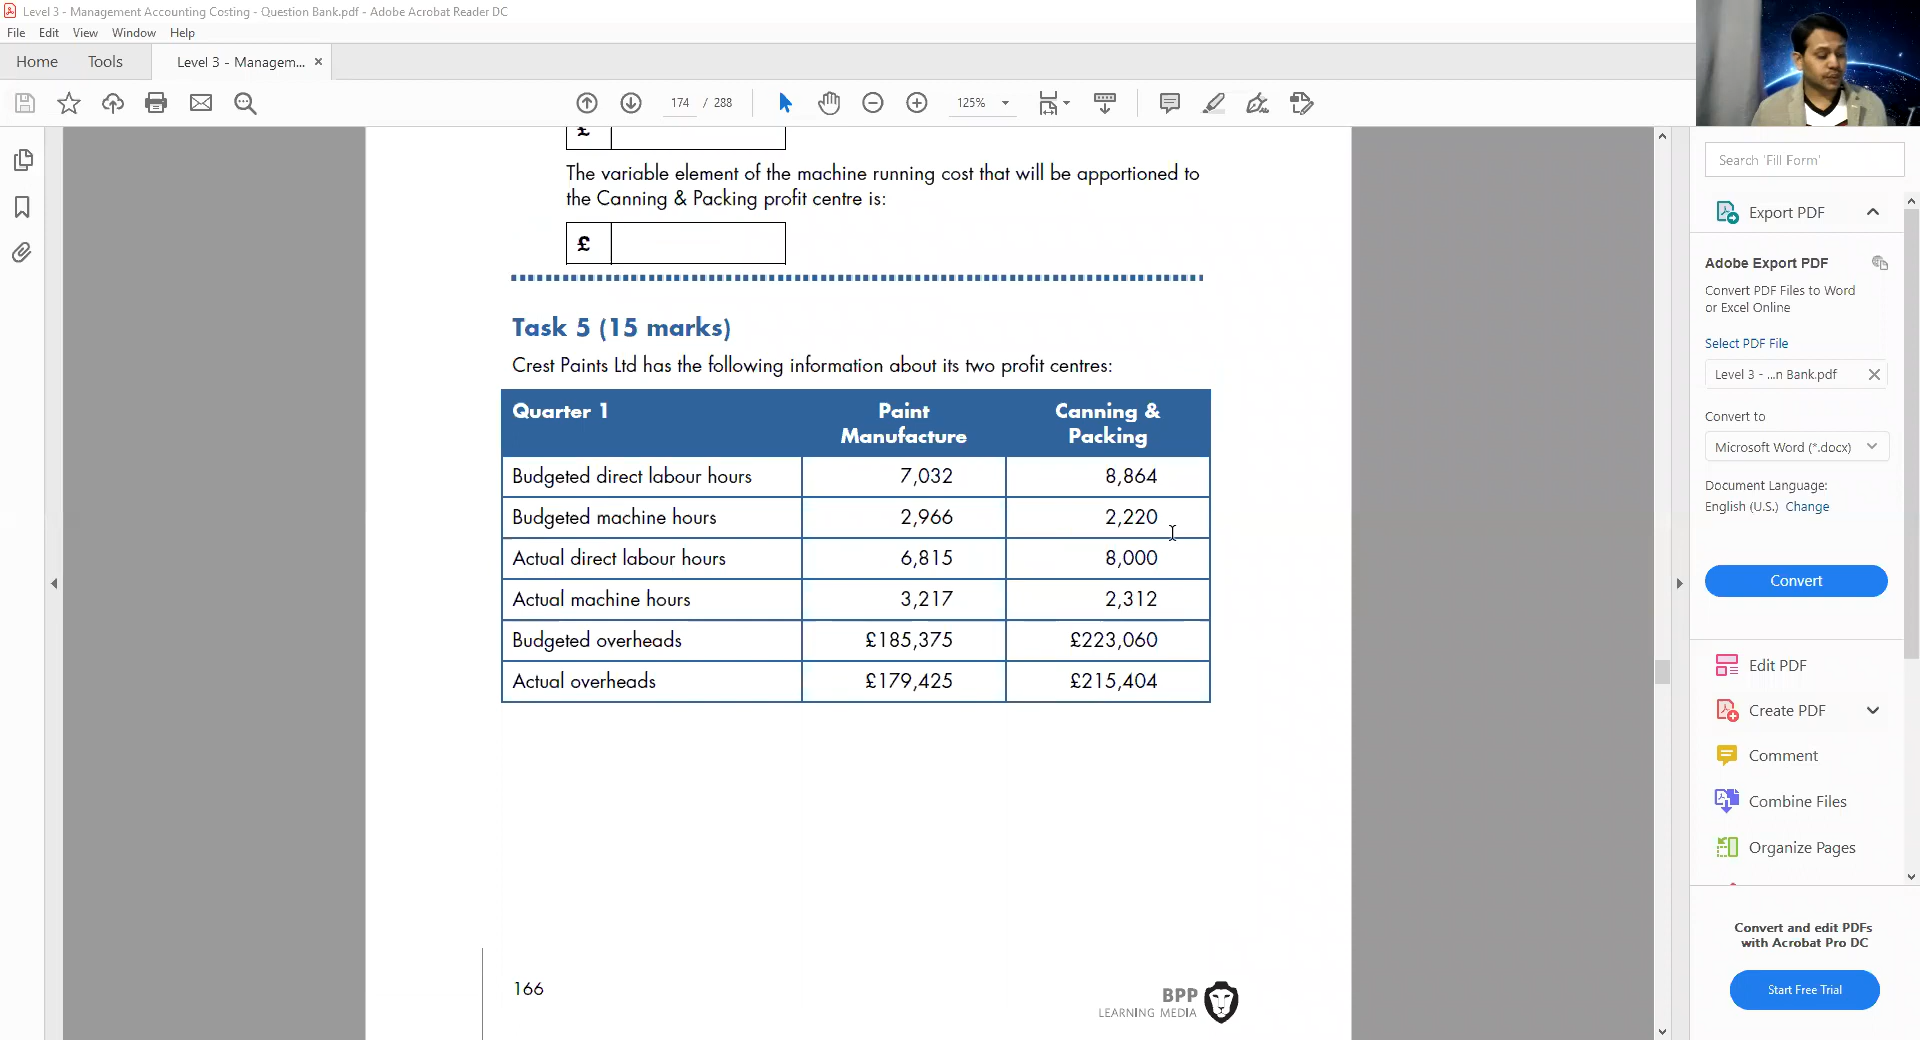 Level 3 - Management Accounting Costing - Question Bank.pdf - Adobe Acrobat Reader DC
File Edit View Window Help
Home Tools Level 3 - Managem... ×
174 / 288 125%
£
The variable element of the machine running cost that will be apportioned to
the Canning & Packing profit centre is:
£
Task 5 (15 marks)
Crest Paints Ltd has the following information about its two profit centres:
Quarter 1 Paint Manufacture Canning & Packing
Budgeted direct labour hours 7,032 8,864
Budgeted machine hours 2,966 2,220
Actual direct labour hours 6,815 8,000
Actual machine hours 3,217 2,312
Budgeted overheads £185,375 £223,060
Actual overheads £179,425 £215,404
166
BPP
LEARNING MEDIA
Search 'Fill Form'
Export PDF
Adobe Export PDF
Convert PDF Files to Word
or Excel Online
Select PDF File
Level 3 - ...n Bank.pdf
Convert to
Microsoft Word (*.docx)
Document Language:
English (U.S.) Change
Convert
Edit PDF
Create PDF
Comment
Combine Files
Organize Pages
Convert and edit PDFs
with Acrobat Pro DC
Start Free Trial